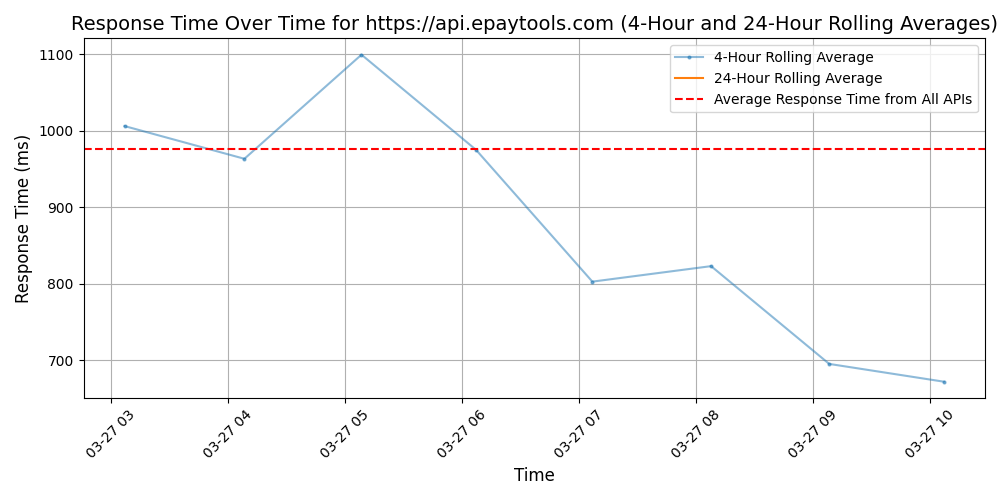 Response Time Over Time for https://api.epaytools.com (4-Hour and 24-Hour Rolling Averages)
4-Hour Rolling Average
24-Hour Rolling Average
Average Response Time from All APIs
Response Time (ms)
1100
1000
900
800
700
03-27 03
03-27 04
03-27 05
03-27 06
03-27 07
03-27 08
03-27 09
03-27 10
Time